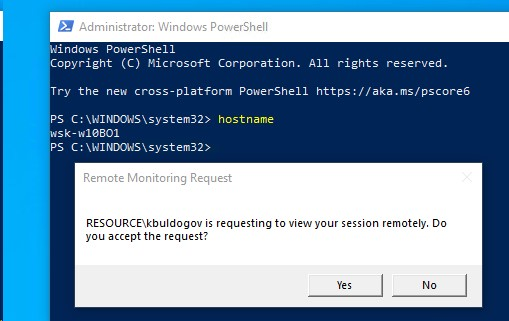 Administrator: Windows PowerShell
Windows PowerShell
Copyright (C) Microsoft Corporation. All rights reserved.
Try the new cross-platform PowerShell https://aka.ms/pscore6
PS C:\WINDOWS\system32> hostname
wsk-w10BO1
PS C:\WINDOWS\system32>
Remote Monitoring Request
RESOURCE\kbuldogov is requesting to view your session remotely. Do
you accept the request?
Yes No